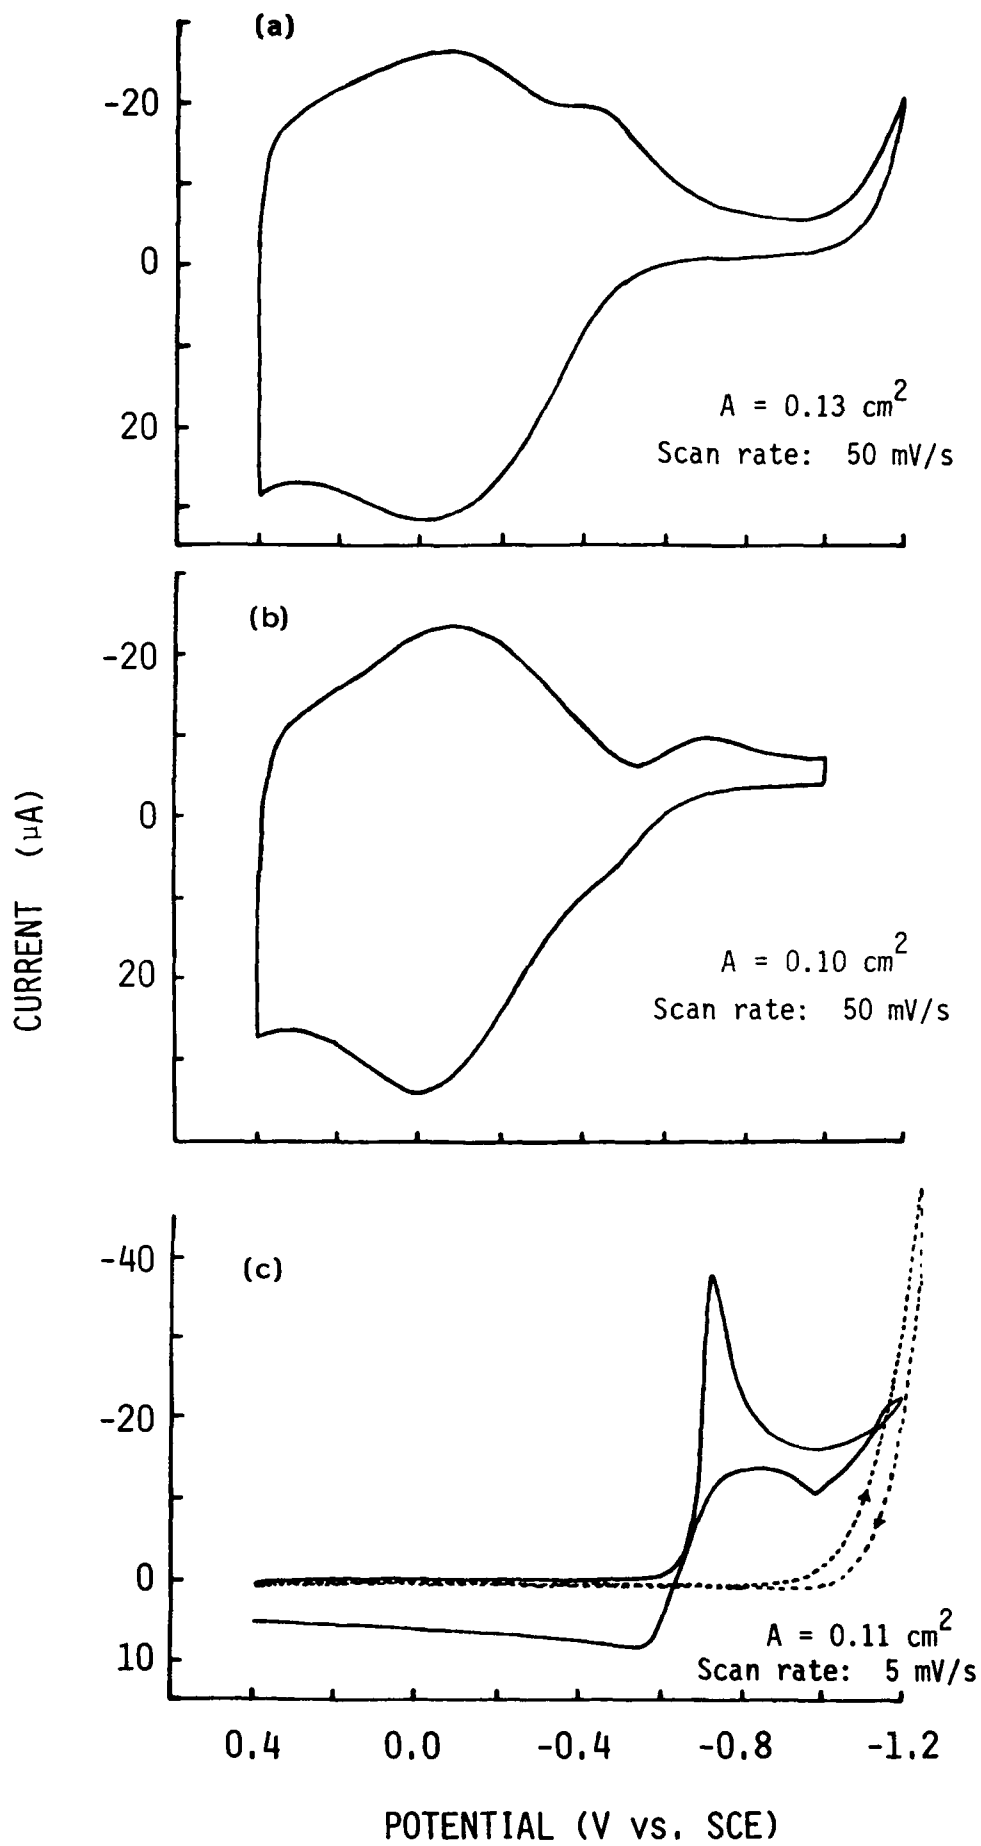 (a)
-20
0
20
A = 0.13 cm2
Scan rate: 50 mV/s
(b)
-20
0
20
A = 0.10 cm2
Scan rate: 50 mV/s
CURRENT (µA)
(c)
-40
-20
0
10
A = 0.11 cm2
Scan rate: 5 mV/s
0.4 0.0 -0.4 -0.8 -1.2
POTENTIAL (V vs. SCE)